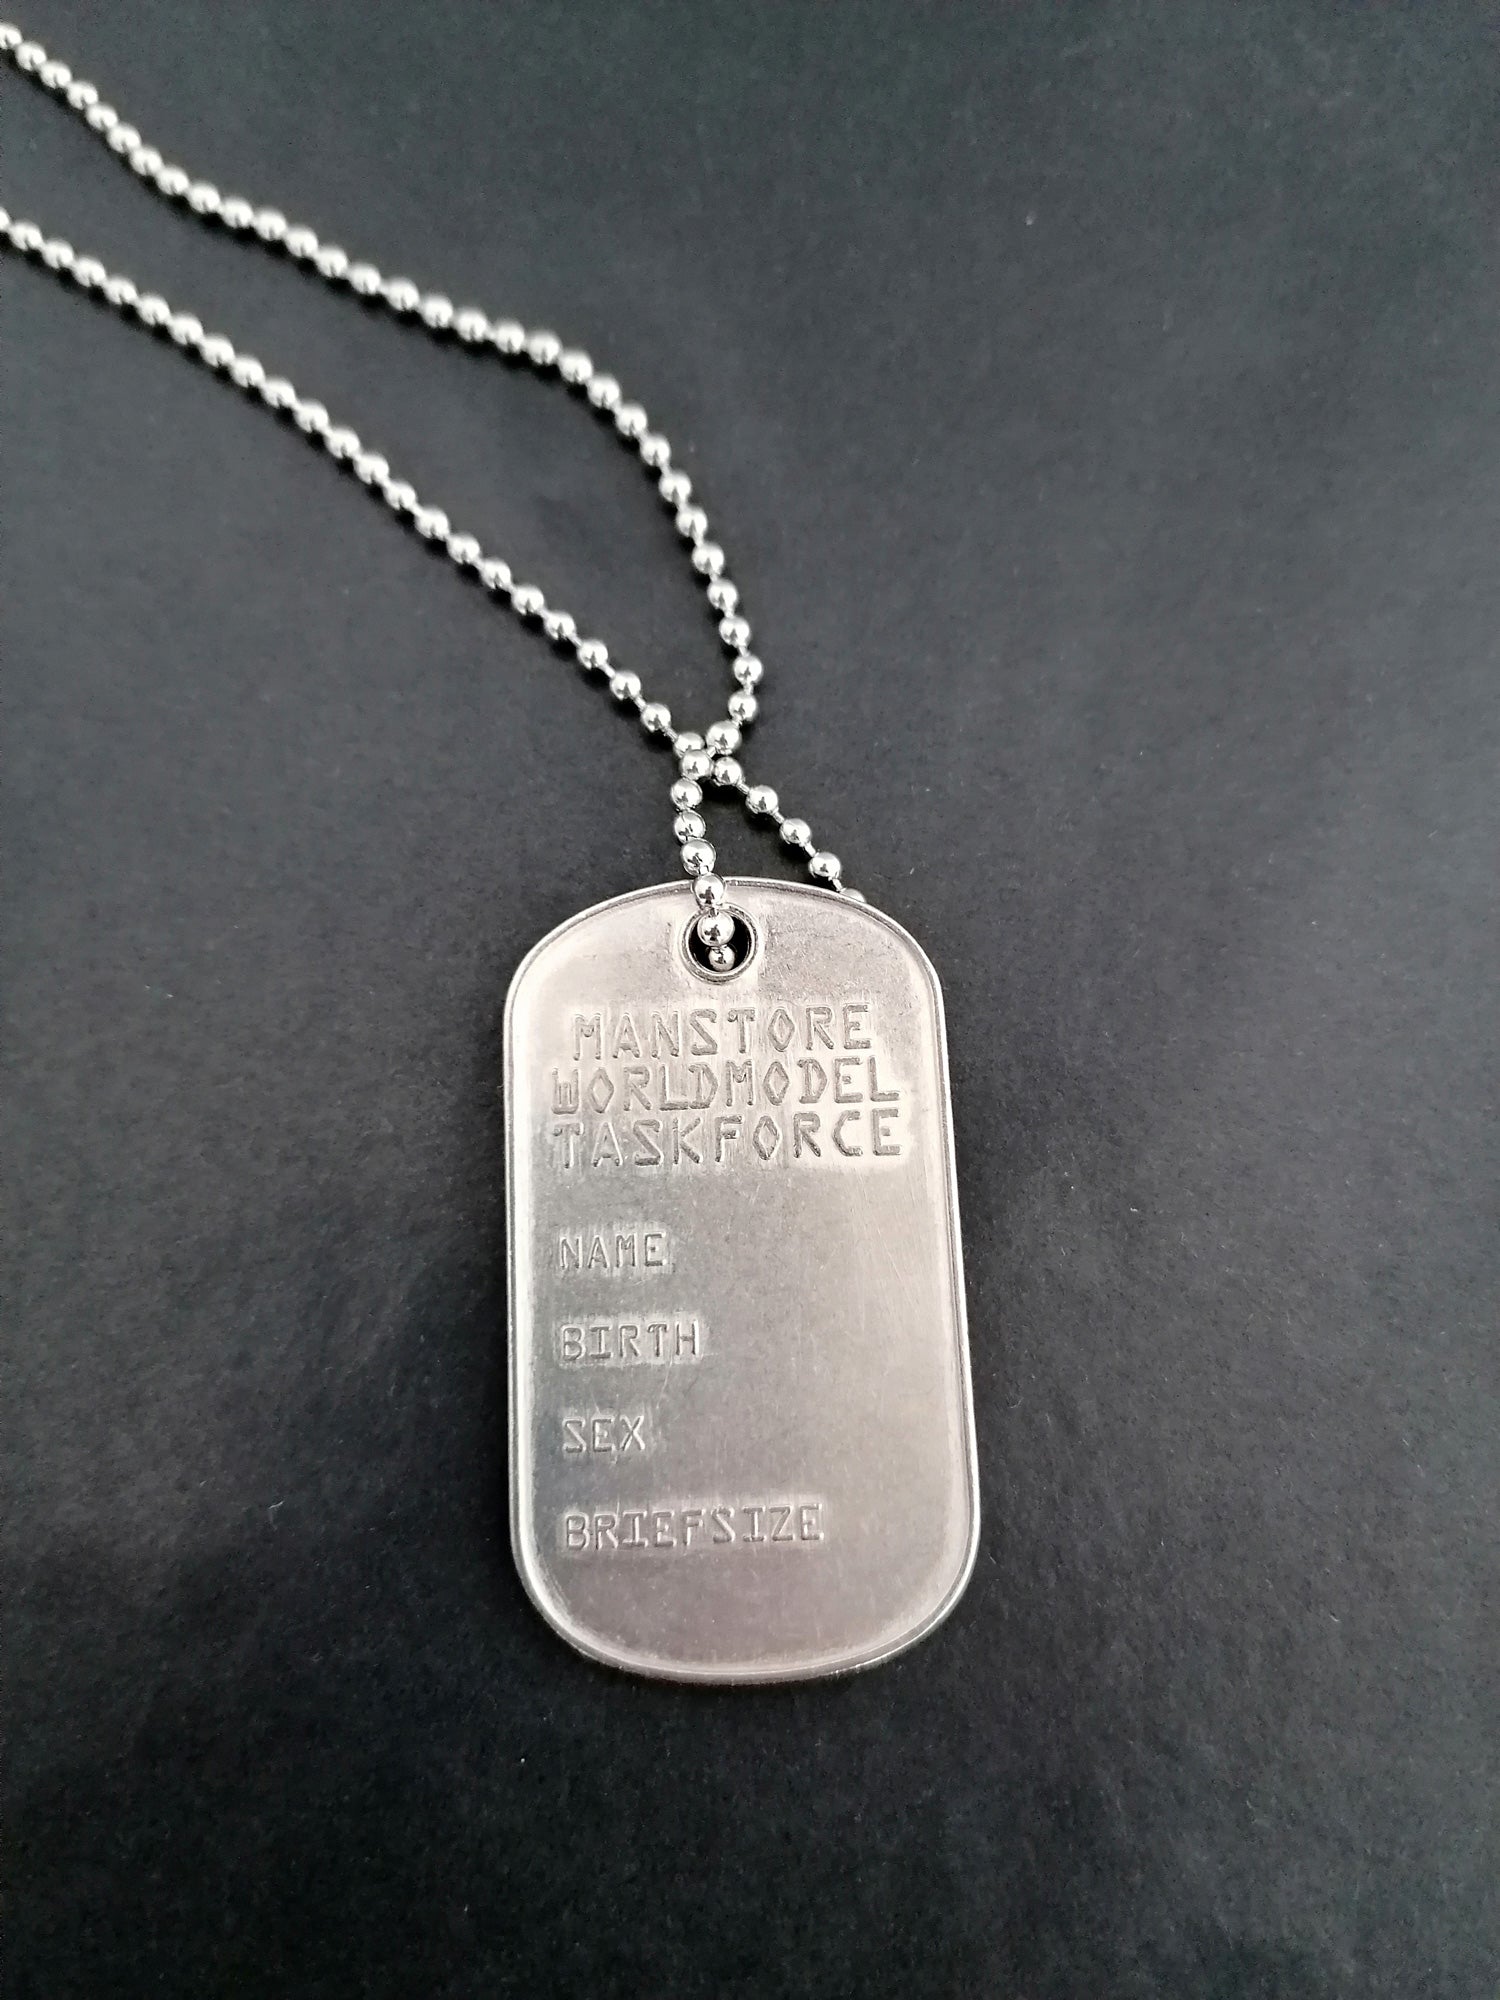 MANSTORE
WORLDMODEL
TASKFORCE
NAME
BIRTH
SEX
BRIEFSIZE